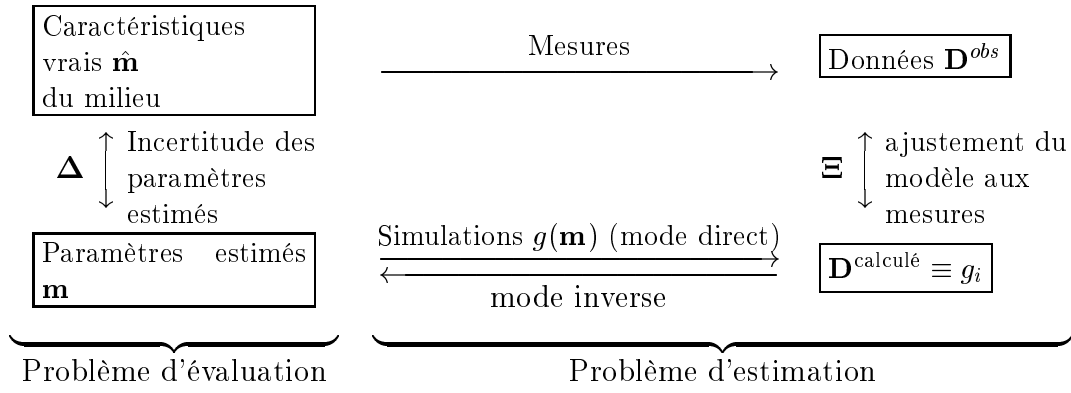 Caractéristiques
vrais m̂
du milieu
Mesures
Données D^obs
Δ
Incertitude des
paramètres
estimés
Ξ
ajustement du
modèle aux
mesures
Paramètres estimés
m
Simulations g(m) (mode direct)
mode inverse
D^calculé ≡ g_i
Problème d'évaluation
Problème d'estimation